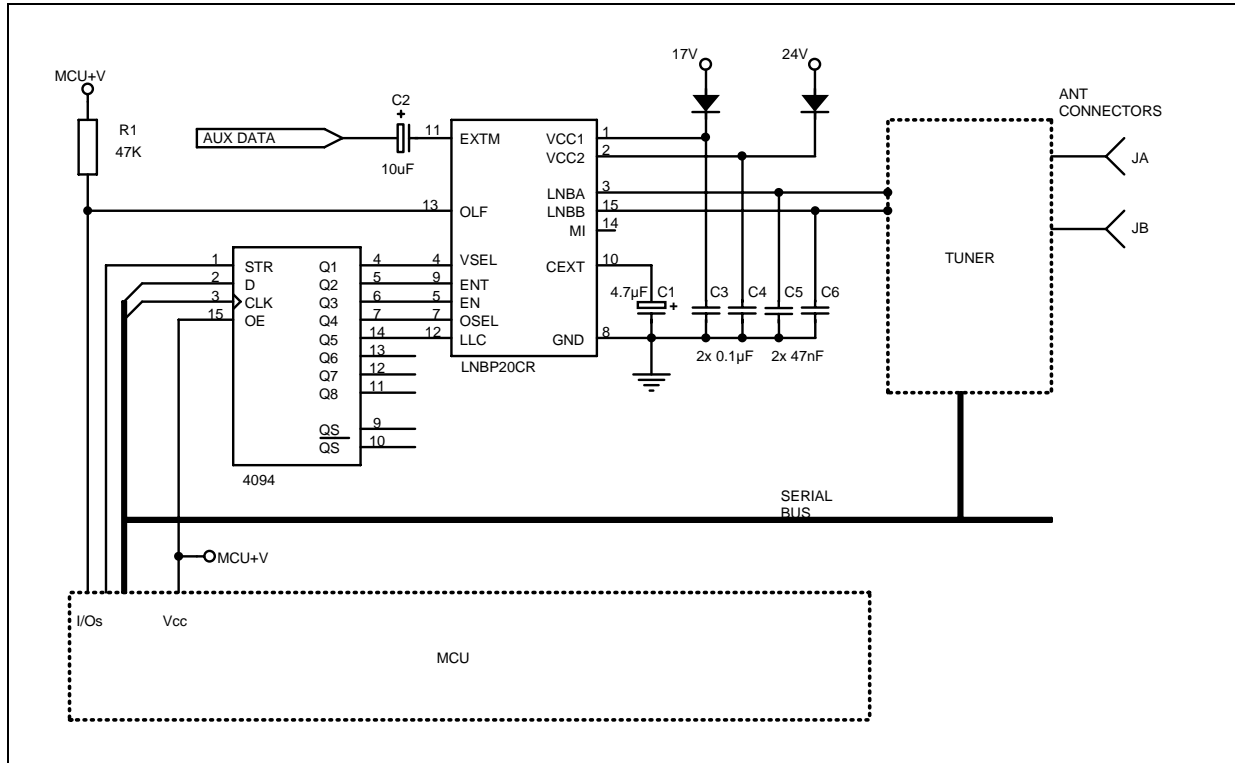 17V 24V
MCU+V
ANT
CONNECTORS
C2
+
R1
47K
AUX DATA
10uF
11 EXTM VCC1 1
VCC2 2
JA
LNBA 3
13 OLF LNBB 15
MI 14
JB
TUNER
1 STR Q1 4 4 VSEL CEXT 10
2 D Q2 5 9 ENT
3 CLK Q3 6 5 EN
4.7µF C1 C3 C4 C5 C6
+
15 OE Q4 7 7 OSEL
Q5 14 12 LLC GND 8
Q6 13
2x 0.1µF 2x 47nF
LNBP20CR
Q7 12
Q8 11
QS 9
QS 10
4094
SERIAL
BUS
MCU+V
I/Os Vcc
MCU